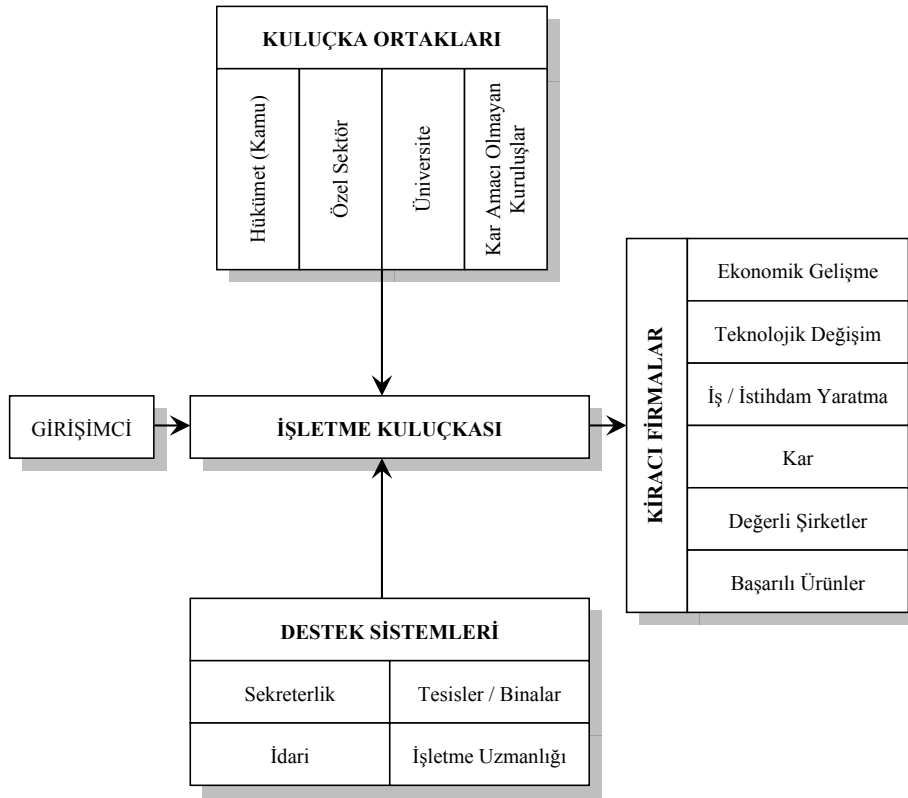 KULUÇKA ORTAKLARI
Hükümet (Kamu)
Özel Sektör
Üniversite
Kar Amacı Olmayan
Kuruluşlar
GİRİŞİMCİ
İŞLETME KULUÇKASI
KİRACI FİRMALAR
Ekonomik Gelişme
Teknolojik Değişim
İş / İstihdam Yaratma
Kar
Değerli Şirketler
Başarılı Ürünler
DESTEK SİSTEMLERİ
Sekreterlik
Tesisler / Binalar
İdari
İşletme Uzmanlığı